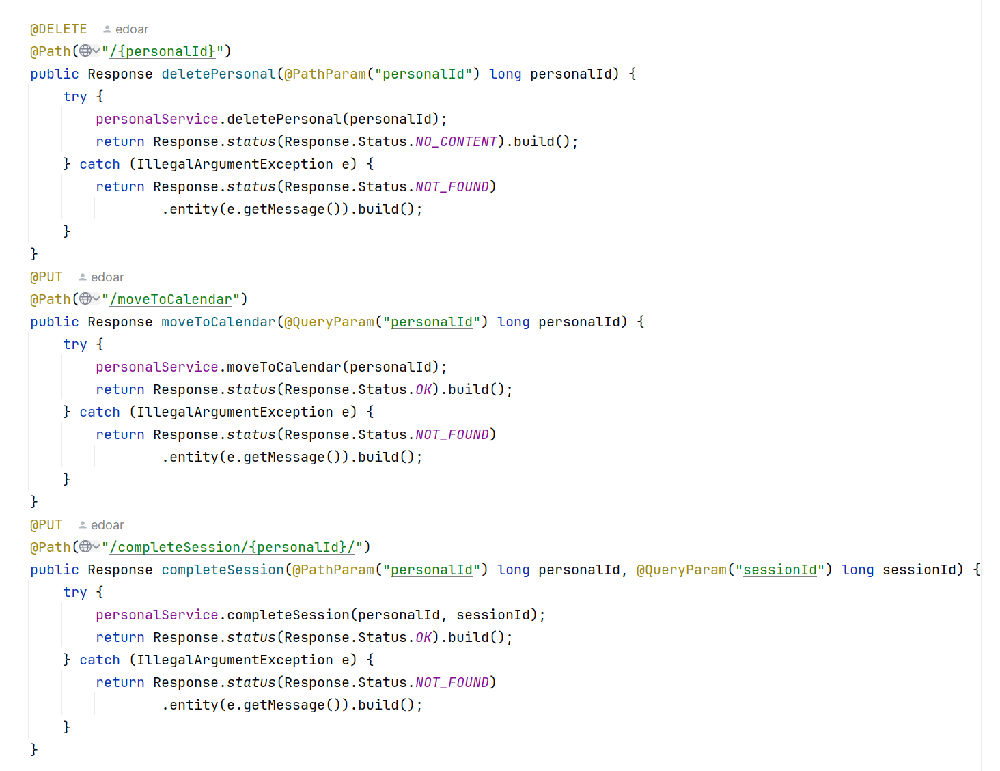 @DELETE edoar
@Path("/{personalId}")
public Response deletePersonal(@PathParam("personalId") long personalId) {
    try {
        personalService.deletePersonal(personalId);
        return Response.status(Response.Status.NO_CONTENT).build();
    } catch (IllegalArgumentException e) {
        return Response.status(Response.Status.NOT_FOUND)
                .entity(e.getMessage()).build();
    }
}
@PUT edoar
@Path("/moveToCalendar")
public Response moveToCalendar(@QueryParam("personalId") long personalId) {
    try {
        personalService.moveToCalendar(personalId);
        return Response.status(Response.Status.OK).build();
    } catch (IllegalArgumentException e) {
        return Response.status(Response.Status.NOT_FOUND)
                .entity(e.getMessage()).build();
    }
}
@PUT edoar
@Path("/completeSession/{personalId}/")
public Response completeSession(@PathParam("personalId") long personalId, @QueryParam("sessionId") long sessionId) {
    try {
        personalService.completeSession(personalId, sessionId);
        return Response.status(Response.Status.OK).build();
    } catch (IllegalArgumentException e) {
        return Response.status(Response.Status.NOT_FOUND)
                .entity(e.getMessage()).build();
    }
}